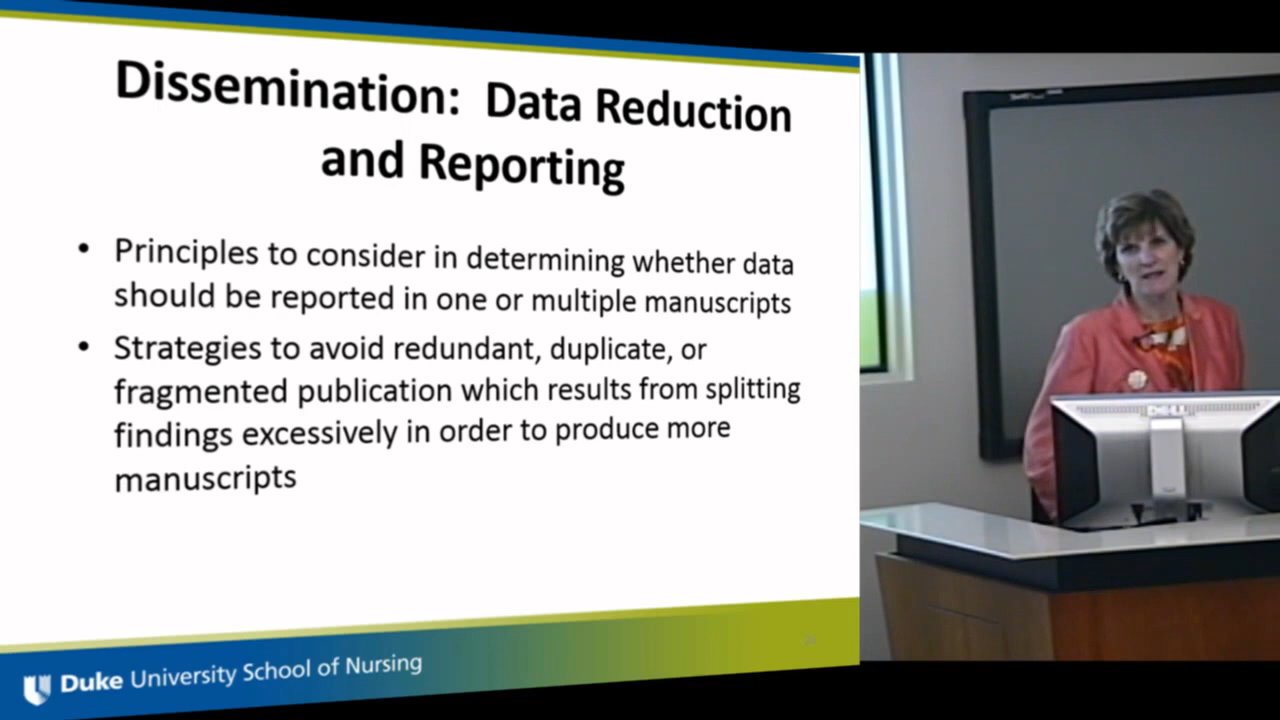 Dissemination: Data Reduction
and Reporting
• Principles to consider in determining whether data
should be reported in one or multiple manuscripts
• Strategies to avoid redundant, duplicate, or
fragmented publication which results from splitting
findings excessively in order to produce more
manuscripts
Duke University School of Nursing
DELL